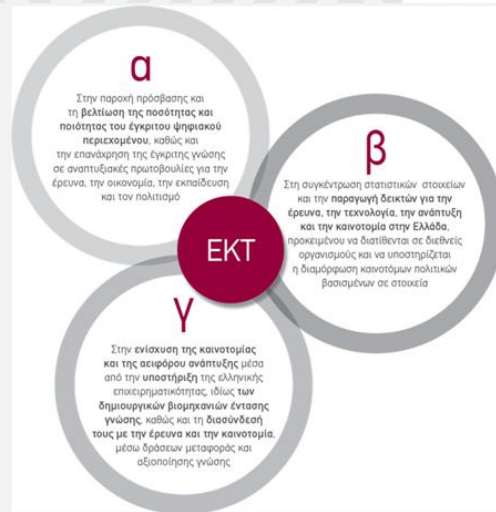 α
Στην παροχή πρόσβασης και
τη βελτίωση της ποσότητας και
ποιότητας του έγκριτου ψηφιακού
περιεχομένου, καθώς και
την επανάχρηση της έγκριτης γνώσης
σε αναπτυξιακές πρωτοβουλίες για την
έρευνα, την οικονομία, την εκπαίδευση
και τον πολιτισμό
β
Στη συγκέντρωση στατιστικών στοιχείων
και την παραγωγή δεικτών για την
έρευνα, την τεχνολογία, την ανάπτυξη
και την καινοτομία στην Ελλάδα,
προκειμένου να διατίθενται σε διεθνείς
οργανισμούς και να υποστηρίζεται
η διαμόρφωση καινοτόμων πολιτικών
βασισμένων σε στοιχεία
ΕΚΤ
γ
Στην ενίσχυση της καινοτομίας
και της αειφόρου ανάπτυξης μέσα
από την υποστήριξη της ελληνικής
επιχειρηματικότητας, ιδίως των
δημιουργικών βιομηχανιών έντασης
γνώσης, καθώς και τη διασύνδεσή
τους με την έρευνα και την καινοτομία,
μέσω δράσεων μεταφοράς και
αξιοποίησης γνώσης